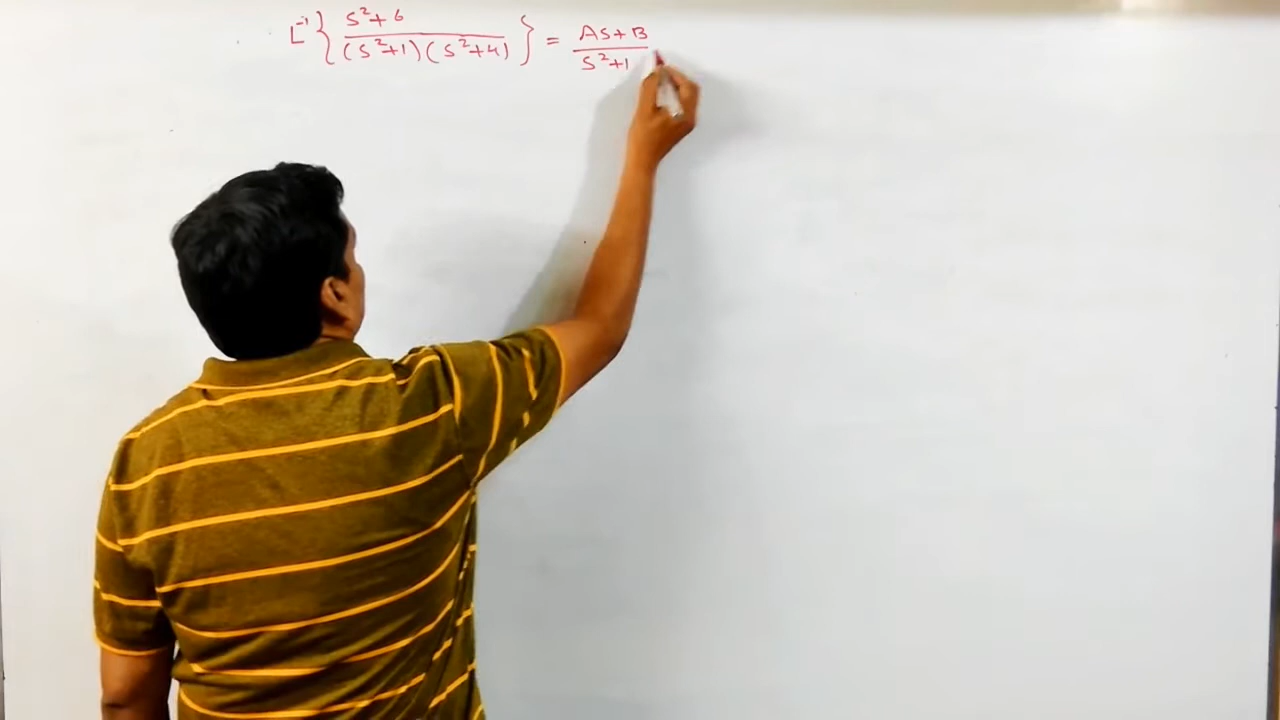 L⁻¹ { S²+6 / (S²+1)(S²+4) } = AS+B / S²+1